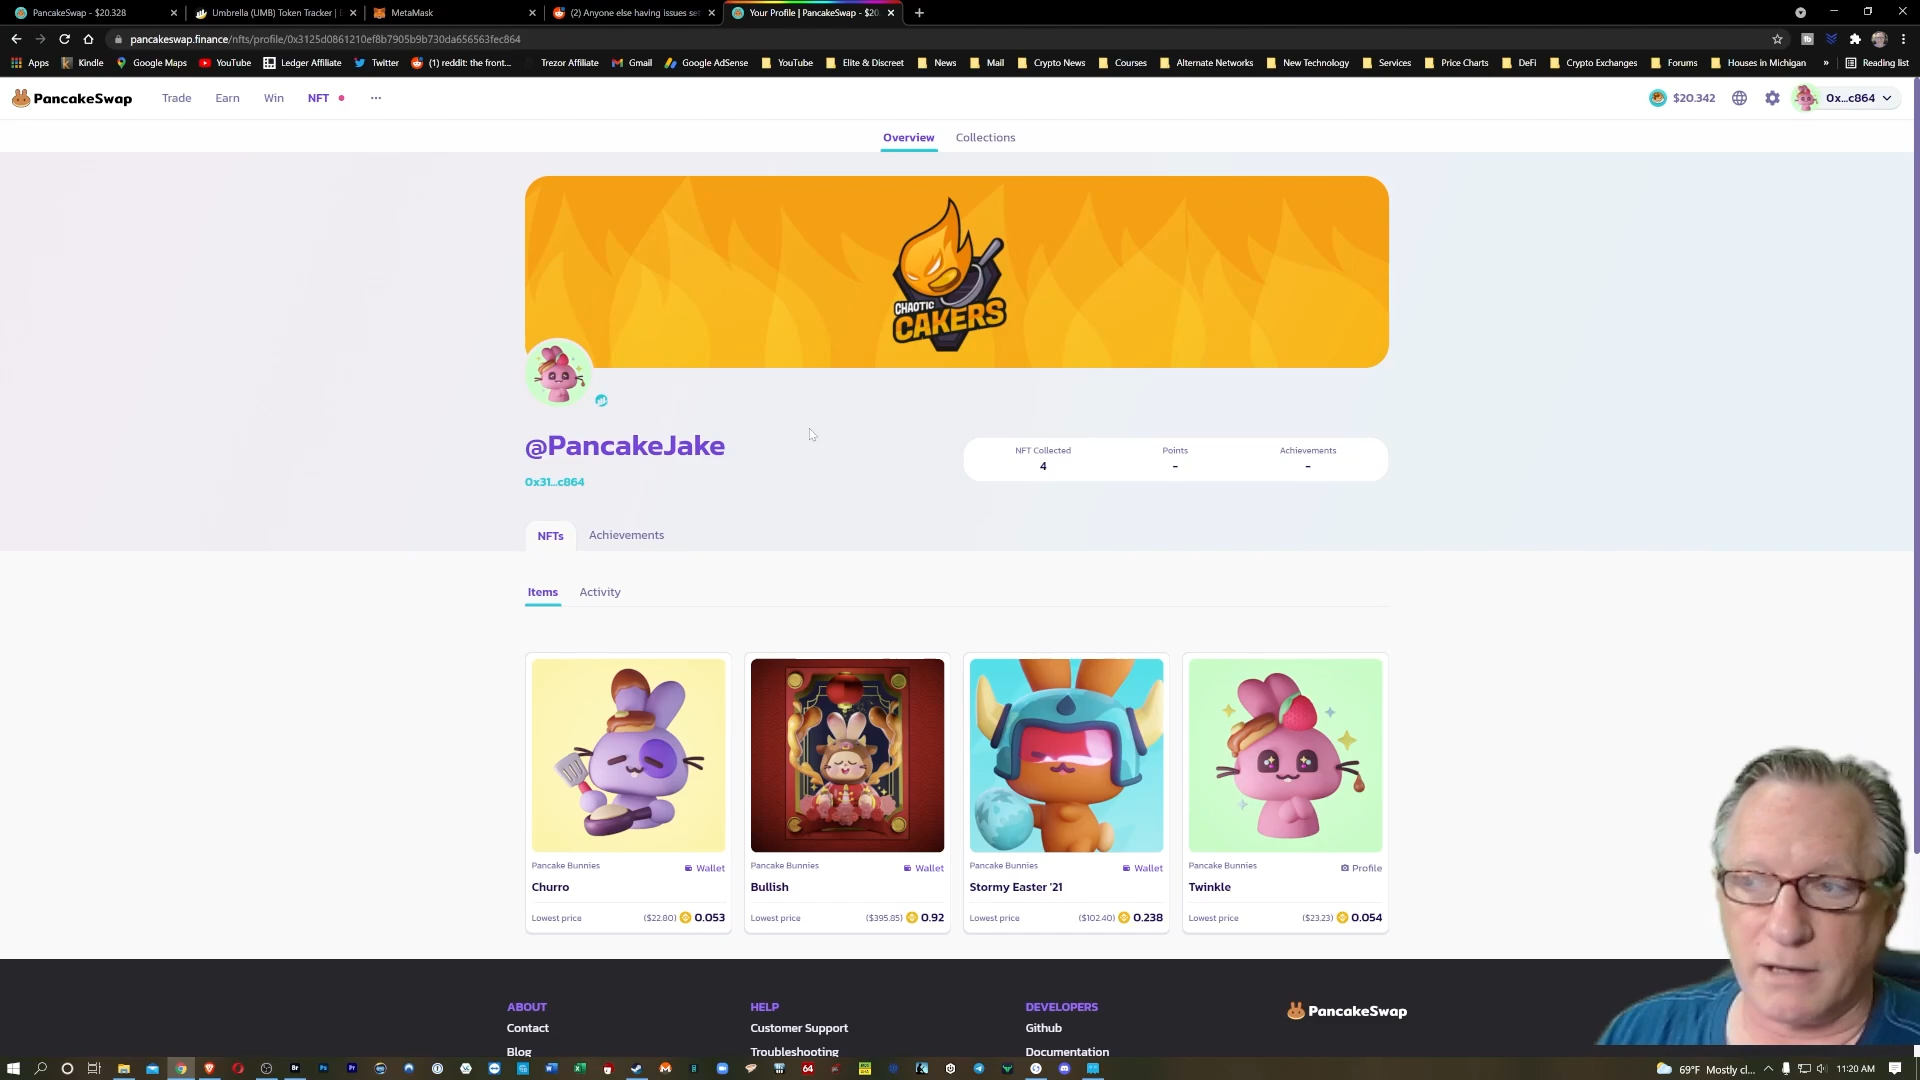 PancakeSwap - $20.328
Umbrella (UMB) Token Tracker |
MetaMask
(2) Anyone else having issues se
Your Profile | PancakeSwap - $20.
pancakeswap.finance/nfts/profile/0x3125d0861210ef8b7905b9b730da656563fec864
Apps
Kindle
Google Maps
YouTube
Ledger Affiliate
Twitter
(1) reddit: the front...
Trezor Affiliate
Gmail
Google AdSense
YouTube
Elite & Discreet
News
Mail
Crypto News
Courses
Alternate Networks
New Technology
Services
Price Charts
DeFi
Crypto Exchanges
Forums
Houses in Michigan
»
Reading list
PancakeSwap
Trade
Earn
Win
NFT
$20.342
0x...c864
Overview
Collections
CHAOTIC
CAKERS
@PancakeJake
0x31...c864
NFT Collected
Points
Achievements
4
-
-
NFTs
Achievements
Items
Activity
Pancake Bunnies
Wallet
Churro
Lowest price
($22.80)
0.053
Pancake Bunnies
Wallet
Bullish
Lowest price
($395.85)
0.92
Pancake Bunnies
Wallet
Stormy Easter '21
Lowest price
($102.40)
0.238
Pancake Bunnies
Profile
Twinkle
Lowest price
($23.23)
0.054
ABOUT
Contact
Blog
HELP
Customer Support
Troubleshooting
DEVELOPERS
Github
Documentation
PancakeSwap
69°F Mostly cl...
11:20 AM